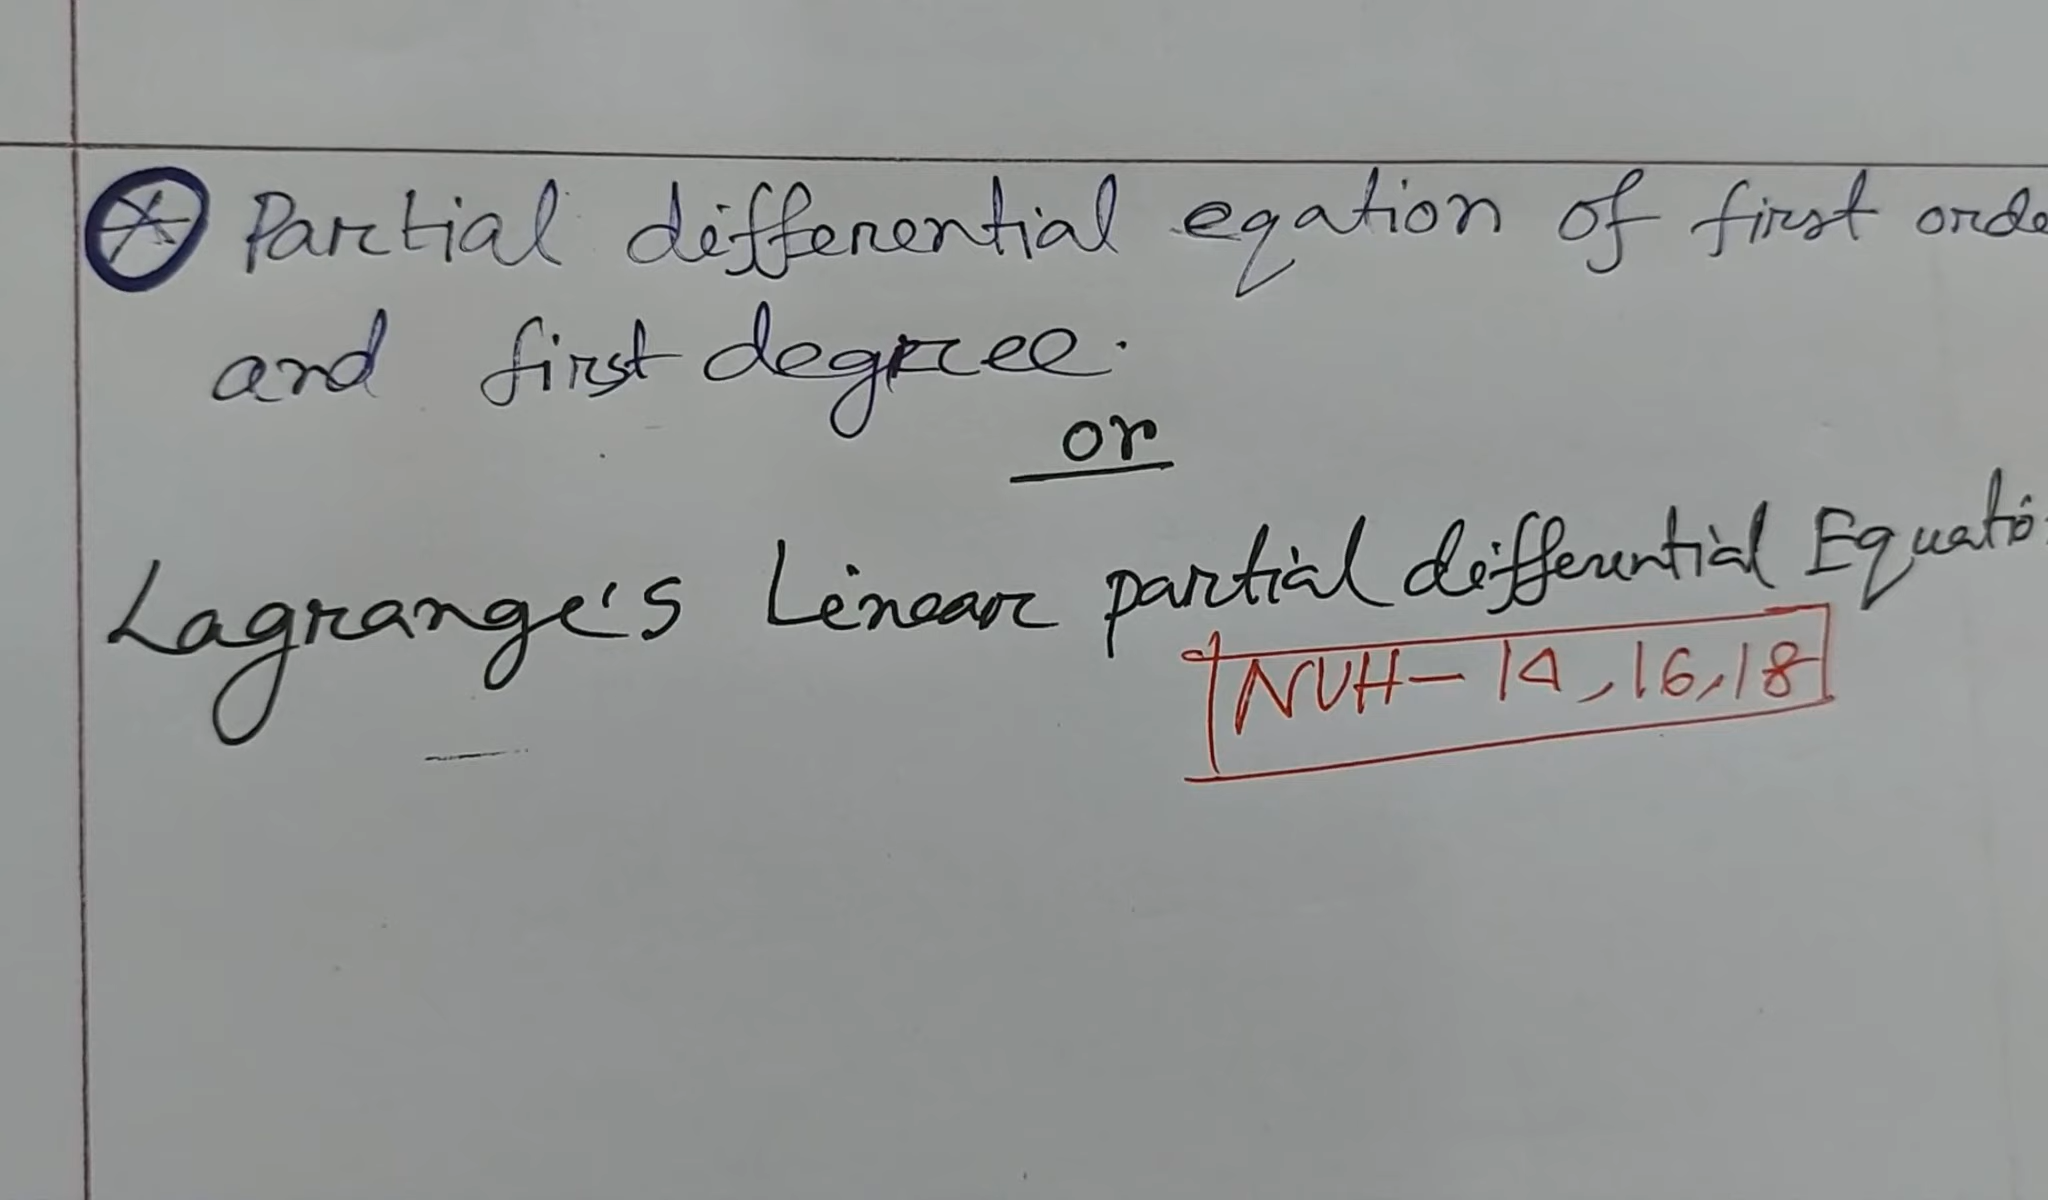 Partial differential eqation of first orde
and first degree.
or
Lagrange's Linear partial differential Equatio
NUH - 14, 16, 18